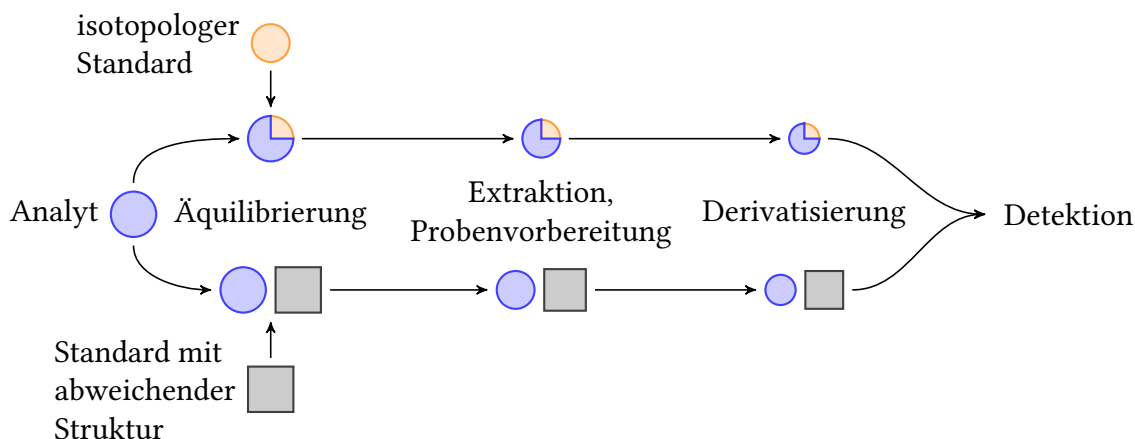 isotopologer
Standard
Analyt
Äquilibrierung
Extraktion,
Probenvorbereitung
Derivatisierung
Detektion
Standard mit
abweichender
Struktur